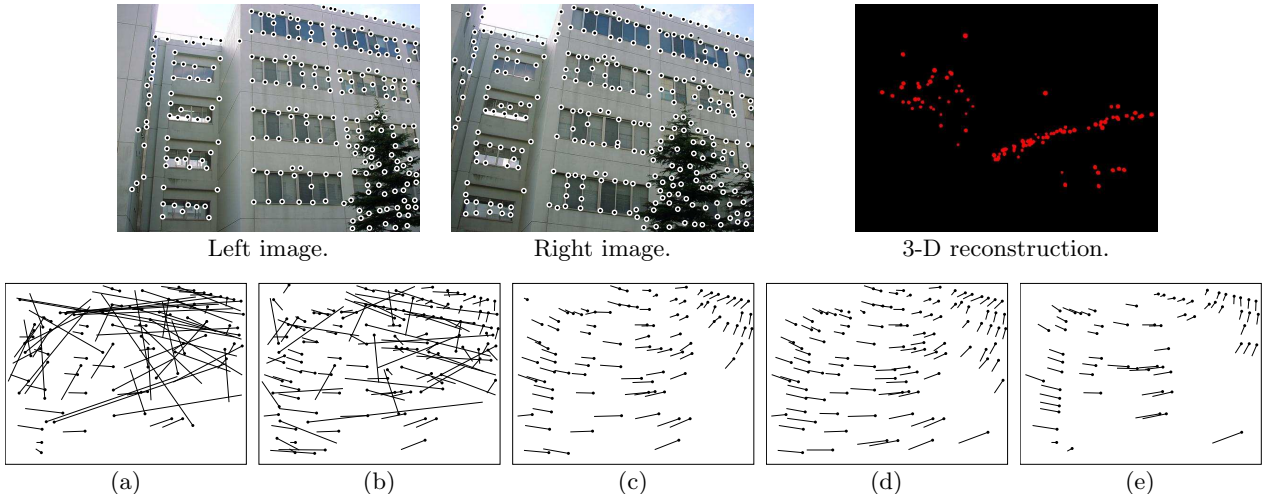 Left image.
Right image.
3-D reconstruction.
(a)
(b)
(c)
(d)
(e)